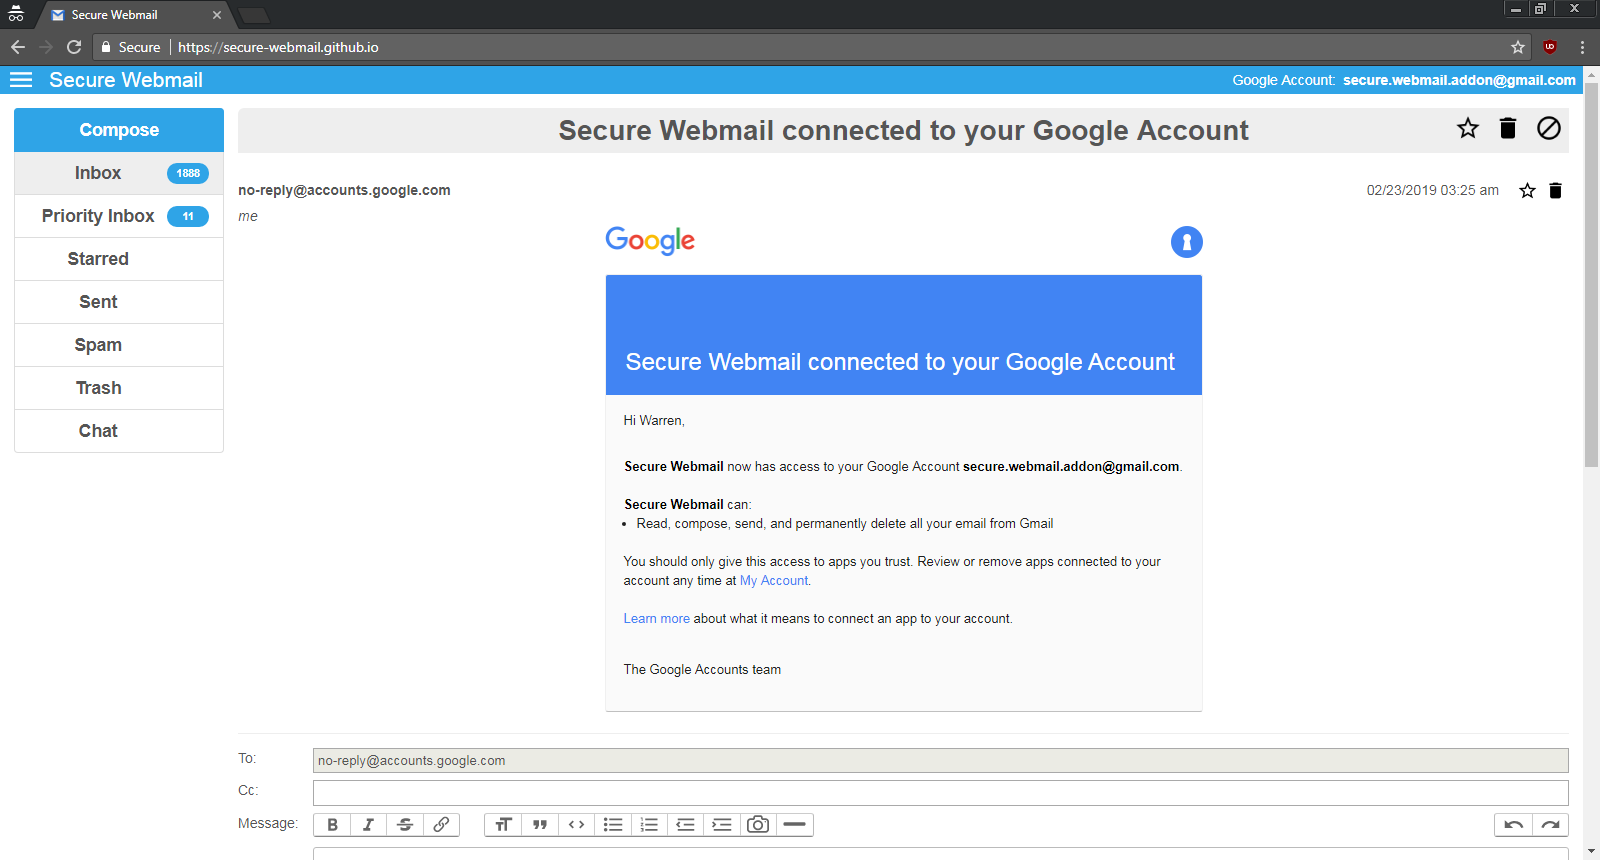 Secure Webmail
Secure https://secure-webmail.github.io
Secure Webmail
Google Account: secure.webmail.addon@gmail.com
Compose
Inbox 1888
Priority Inbox 11
Starred
Sent
Spam
Trash
Chat
Secure Webmail connected to your Google Account
no-reply@accounts.google.com
02/23/2019 03:25 am
me
Google
Secure Webmail connected to your Google Account
Hi Warren,
Secure Webmail now has access to your Google Account secure.webmail.addon@gmail.com.
Secure Webmail can:
• Read, compose, send, and permanently delete all your email from Gmail
You should only give this access to apps you trust. Review or remove apps connected to your
account any time at My Account.
Learn more about what it means to connect an app to your account.
The Google Accounts team
To: no-reply@accounts.google.com
Cc:
Message: